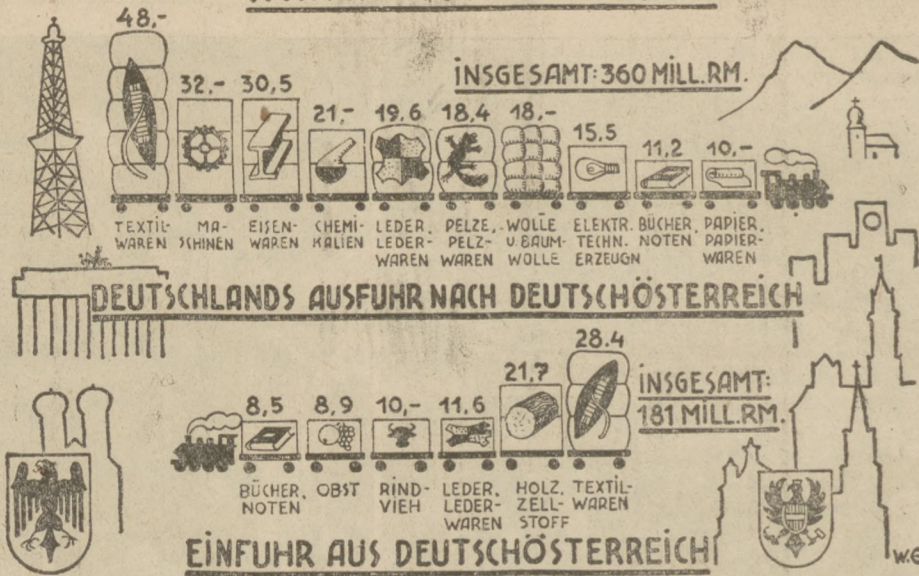 48,-
INSGESAMT: 360 MILL. RM.
32,- 30,5
21,- 19,6 18,4 18,-
15.5
11,2 10,-
TEXTIL-
WAREN
MA-
SCHINEN
EISEN-
WAREN
CHEMI-
KALIEN
LEDER,
LEDER-
WAREN
PELZE,
PELZ-
WAREN
WOLLE
U. BAUM-
WOLLE
ELEKTR.
TECHN.
ERZEUGN
BÜCHER,
NOTEN
PAPIER,
PAPIER-
WAREN
DEUTSCHLANDS AUSFUHR NACH DEUTSCHÖSTERREICH
28.4
21,7
INSGESAMT:
181 MILL. RM.
8,5 8,9 10,- 11,6
BÜCHER,
NOTEN
OBST
RIND-
VIEH
LEDER,
LEDER-
WAREN
HOLZ,
ZELL-
STOFF
TEXTIL-
WAREN
EINFUHR AUS DEUTSCHÖSTERREICH